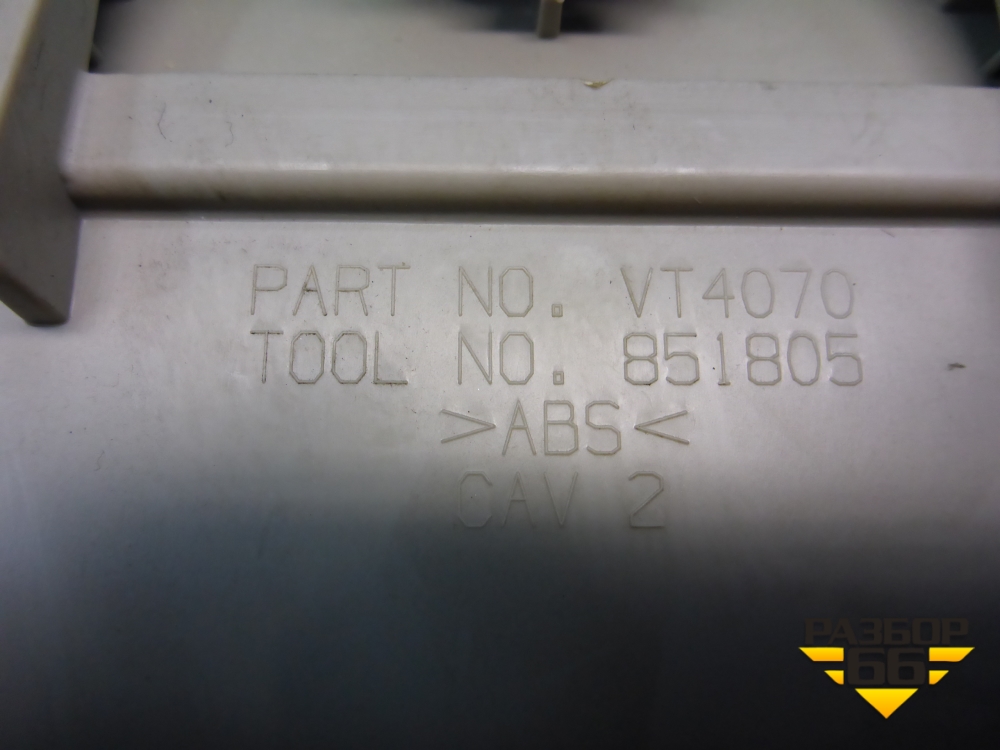 PART NO. VT4070
TOOL NO. 851805
>ABS<
CAV 2
РАЗБОР
66